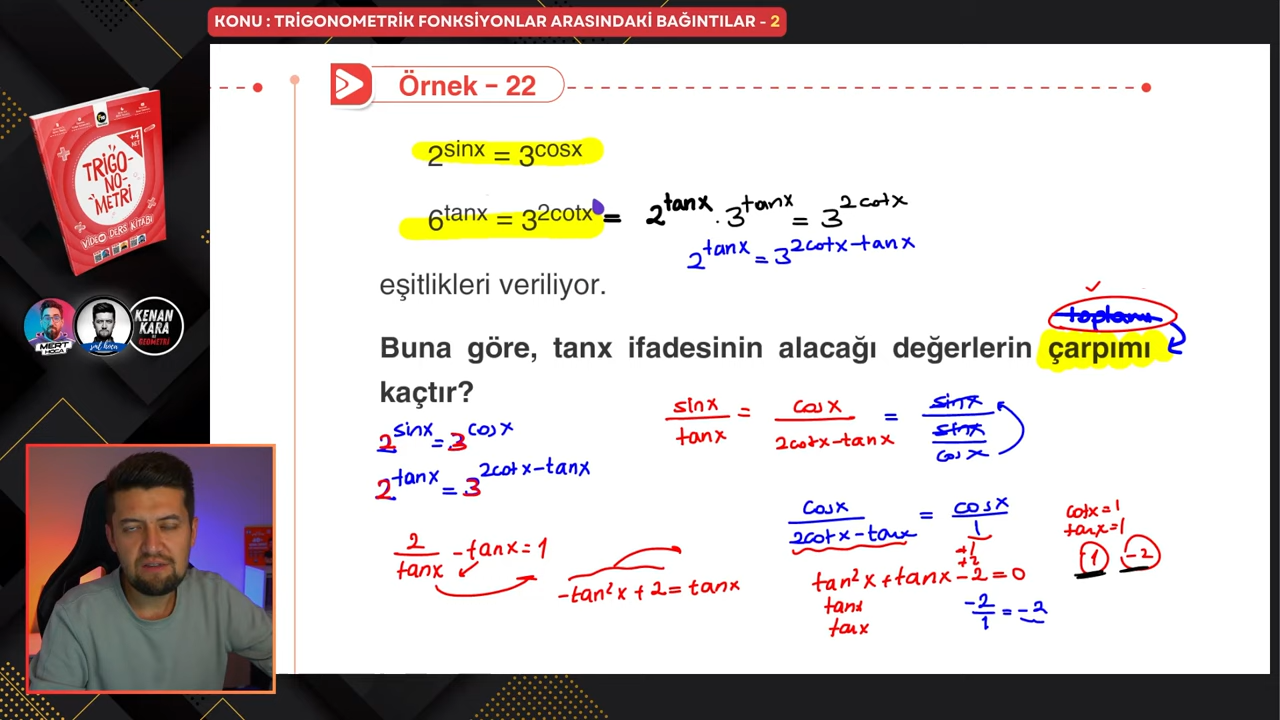 KONU : TRİGONOMETRİK FONKSİYONLAR ARASINDAKİ BAĞINTILAR - 2
+4 NET
TRİGO-
NO-
METRİ
VİDEO DERS KİTABI
MERT HOCA
KENAN KARA
GEOMETRİ
Örnek – 22
2^sinx = 3^cosx
6^tanx = 3^2cotx = 2^tanx . 3^tanx = 3^2cotx
2^tanx = 3^2cotx-tanx
eşitlikleri veriliyor.
toplamı
Buna göre, tanx ifadesinin alacağı değerlerin çarpımı
kaçtır?
2^sinx = 3^cosx
2^tanx = 3^2cotx-tanx
sinx/tanx = cosx/(2cotx-tanx) = sinx/(sinx/cosx)
cosx/(2cotx-tanx) = cosx/1
cotx=1
tanx=1
1 -2
2/tanx - tanx = 1
-tan²x + 2 = tanx
tan²x + tanx - 2 = 0
tanx
tanx
-1
+2
-2/1 = -2